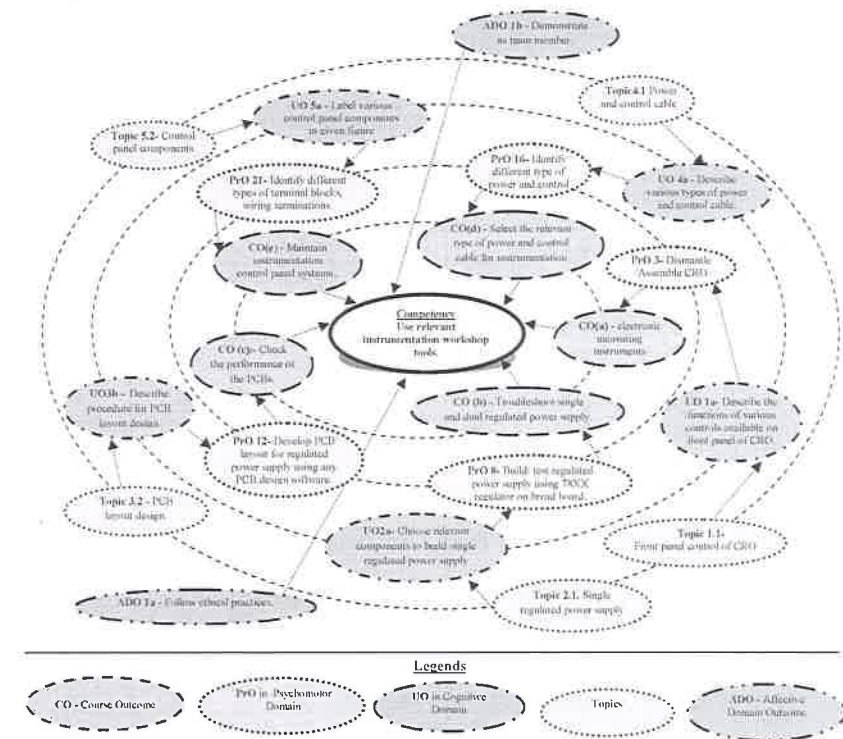 ADO 1b - Demonstrate
as team member
Topic4.1 Power
and control cable
UO 5a - Label various
control panel components
in given figure
Topic 5.2- Control
panel components
PrO 16- Identify
different type of
power and control
UO 4a - Describe
various types of power
and control cable.
PrO 21- Identify different
types of terminal blocks,
wiring terminations.
CO(d) - Select the relevant
type of power and control
cable for instrumentation
CO(e) - Maintain
instrumentation
control panel systems.
PrO 3- Dismantle
Assemble CRO
Competency
Use relevant
instrumentation workshop
tools.
CO(a) - electronic
measuring
instruments.
CO (c)- Check
the performance of
the PCBs.
CO (b) - Troubleshoot single
and dual regulated power supply.
UO3b - Describe
procedure for PCB
layout design.
UO 1a- Describe the
functions of various
controls available on
front panel of CRO.
PrO 12- Develop PCB
layout for regulated
power supply using any
PCB design software.
PrO 8- Build/ test regulated
power supply using 78XX
regulator on bread board.
Topic 3.2 - PCB
layout design
UO2a- Choose relevant
components to build single
regulated power supply
Topic 1.1-
Front panel control of CRO
Topic 2.1. Single
regulated power supply
ADO 1a - Follow ethical practices.
Legends
CO - Course Outcome
PrO in Psychomotor
Domain
UO in Cognitive
Domain
Topics
ADO - Affective
Domain Outcome